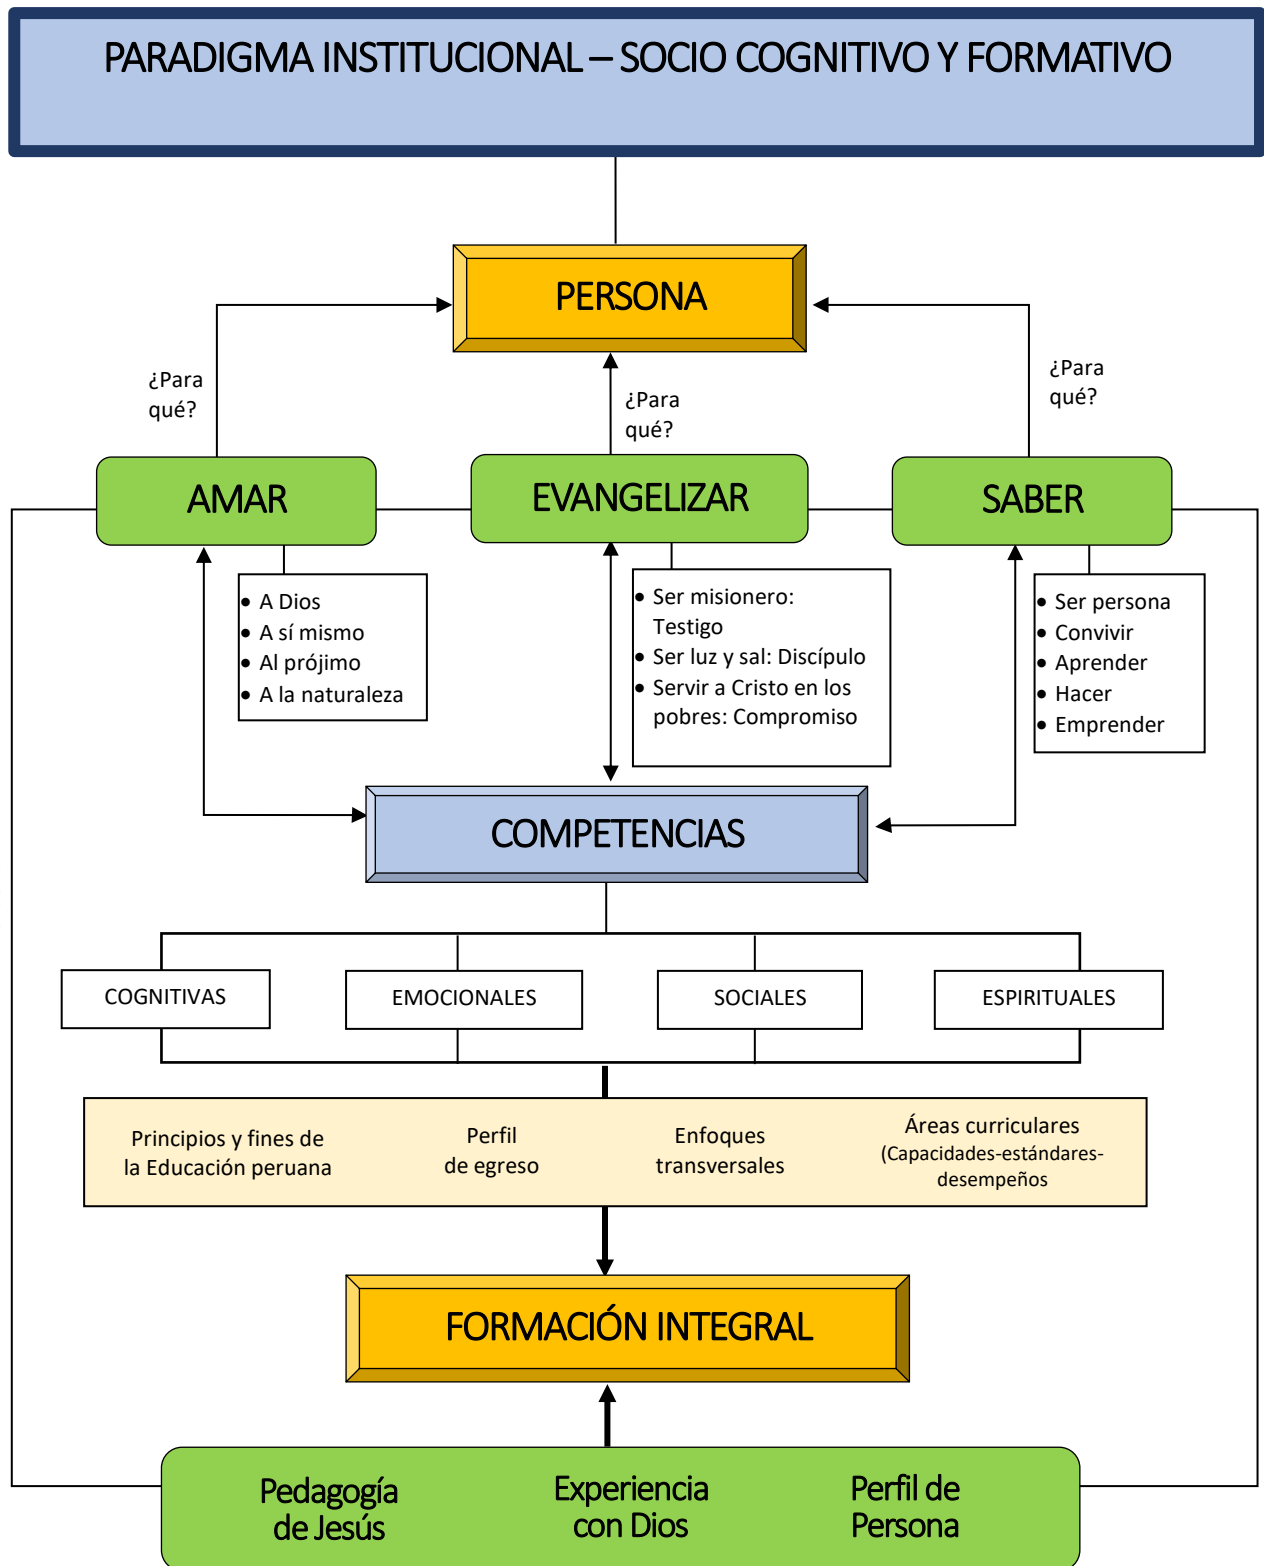 PARADIGMA INSTITUCIONAL – SOCIO COGNITIVO Y FORMATIVO
PERSONA
¿Para
qué?
¿Para
qué?
¿Para
qué?
AMAR
EVANGELIZAR
SABER
• A Dios
• A sí mismo
• Al prójimo
• A la naturaleza
• Ser misionero:
Testigo
• Ser luz y sal: Discípulo
• Servir a Cristo en los
pobres: Compromiso
• Ser persona
• Convivir
• Aprender
• Hacer
• Emprender
COMPETENCIAS
COGNITIVAS
EMOCIONALES
SOCIALES
ESPIRITUALES
Principios y fines de
la Educación peruana
Perfil
de egreso
Enfoques
transversales
Áreas curriculares
(Capacidades-estándares-
desempeños
FORMACIÓN INTEGRAL
Pedagogía
de Jesús
Experiencia
con Dios
Perfil de
Persona